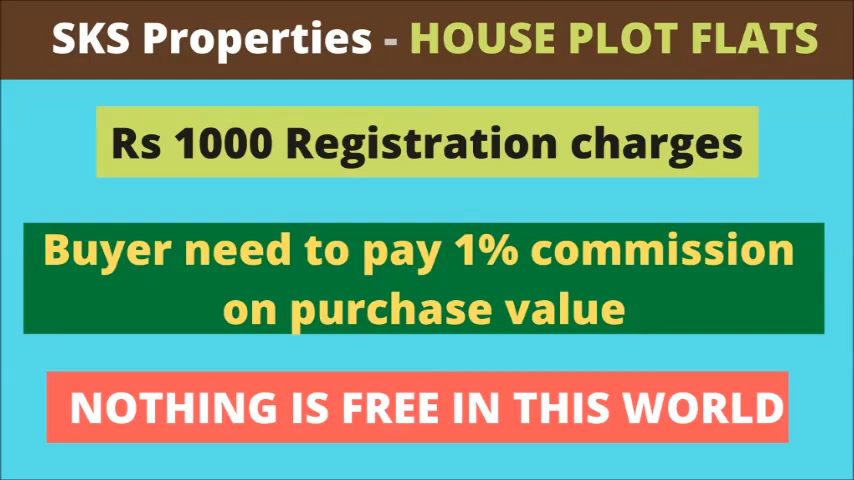 SKS Properties - HOUSE PLOT FLATS
Rs 1000 Registration charges
Buyer need to pay 1% commission
on purchase value
NOTHING IS FREE IN THIS WORLD